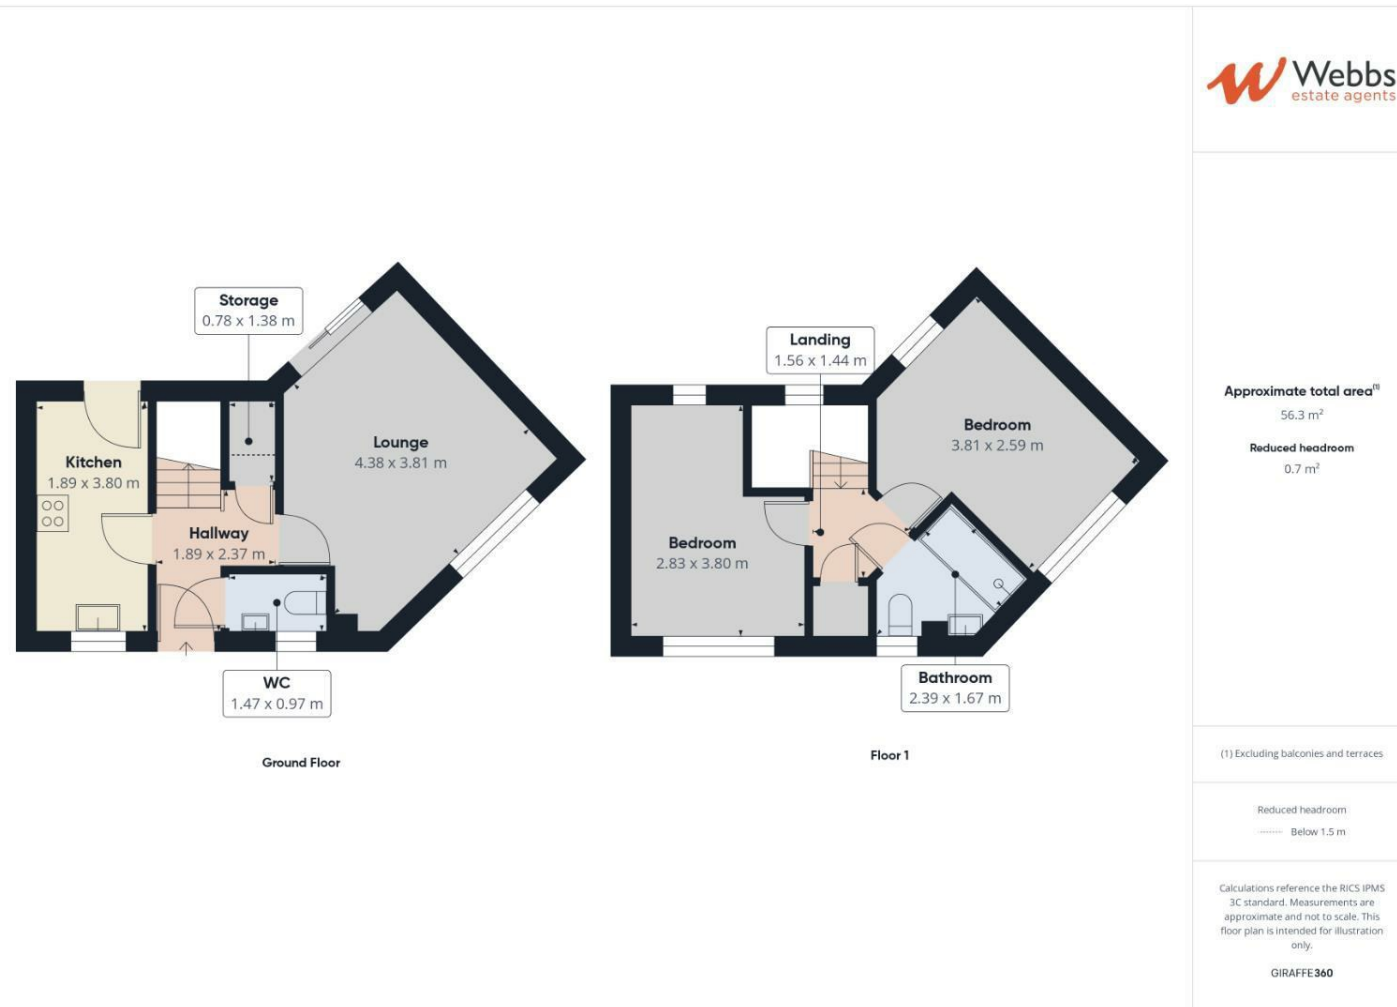 Webbs
estate agents
Storage
0.78 x 1.38 m
Kitchen
1.89 x 3.80 m
Lounge
4.38 x 3.81 m
Hallway
1.89 x 2.37 m
WC
1.47 x 0.97 m
Ground Floor
Landing
1.56 x 1.44 m
Bedroom
3.81 x 2.59 m
Bedroom
2.83 x 3.80 m
Bathroom
2.39 x 1.67 m
Floor 1
Approximate total area⁽¹⁾
56.3 m²
Reduced headroom
0.7 m²
(1) Excluding balconies and terraces
Reduced headroom
Below 1.5 m
Calculations reference the RICS IPMS
3C standard. Measurements are
approximate and not to scale. This
floor plan is intended for illustration
only.
GIRAFFE360